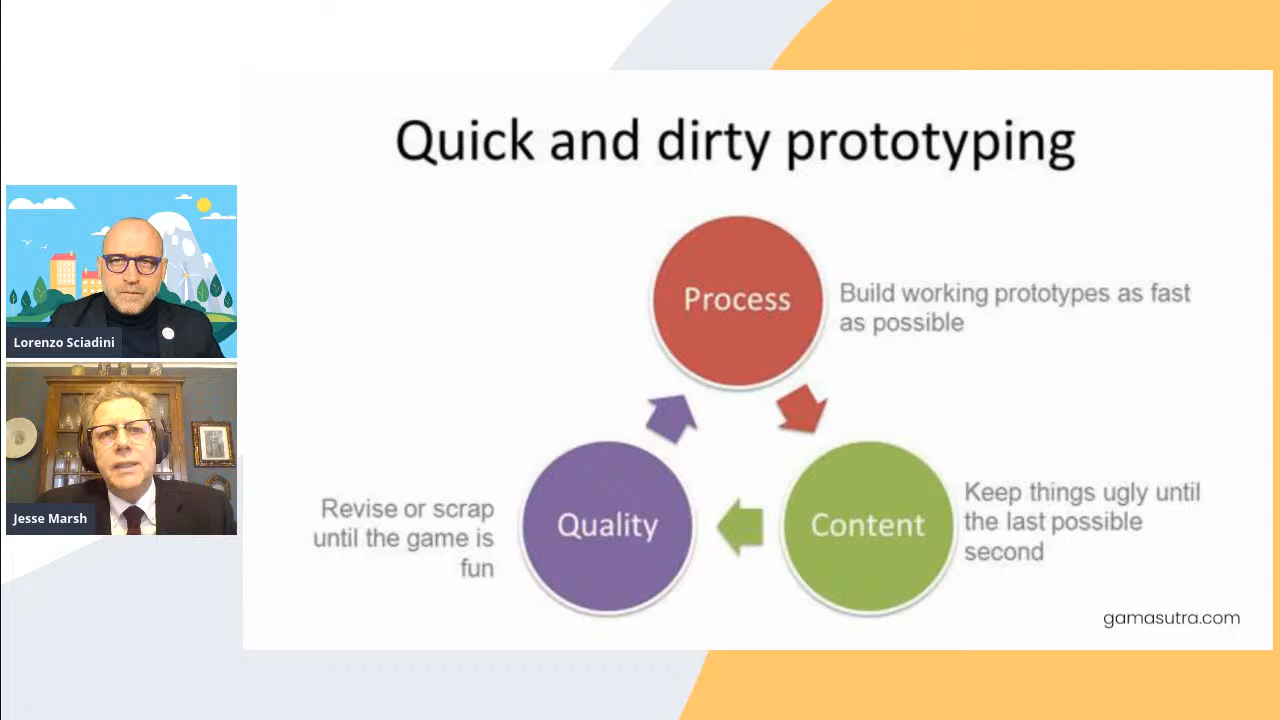 Quick and dirty prototyping
Process
Build working prototypes as fast
as possible
Lorenzo Sciadini
Jesse Marsh
Revise or scrap
until the game is
fun
Quality
Content
Keep things ugly until
the last possible
second
gamasutra.com